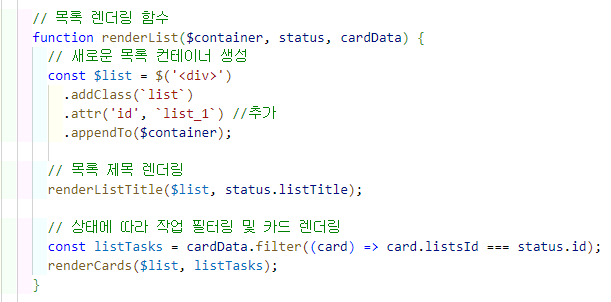 // 목록 렌더링 함수
function renderList($container, status, cardData) {
// 새로운 목록 컨테이너 생성
const $list = $('<div>')
.addClass(`list`)
.attr('id', `list_1`) //추가
.appendTo($container);
// 목록 제목 렌더링
renderListTitle($list, status.listTitle);
// 상태에 따라 작업 필터링 및 카드 렌더링
const listTasks = cardData.filter((card) => card.listsId === status.id);
renderCards($list, listTasks);
}